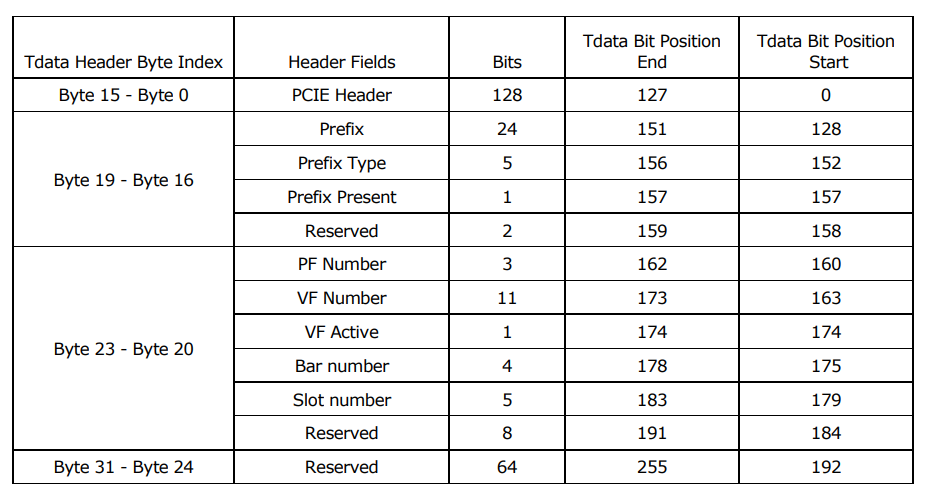 Tdata Header Byte Index Header Fields Bits Tdata Bit Position End Tdata Bit Position Start
Byte 15 - Byte 0 PCIE Header 128 127 0
Byte 19 - Byte 16 Prefix 24 151 128
Prefix Type 5 156 152
Prefix Present 1 157 157
Reserved 2 159 158
Byte 23 - Byte 20 PF Number 3 162 160
VF Number 11 173 163
VF Active 1 174 174
Bar number 4 178 175
Slot number 5 183 179
Reserved 8 191 184
Byte 31 - Byte 24 Reserved 64 255 192